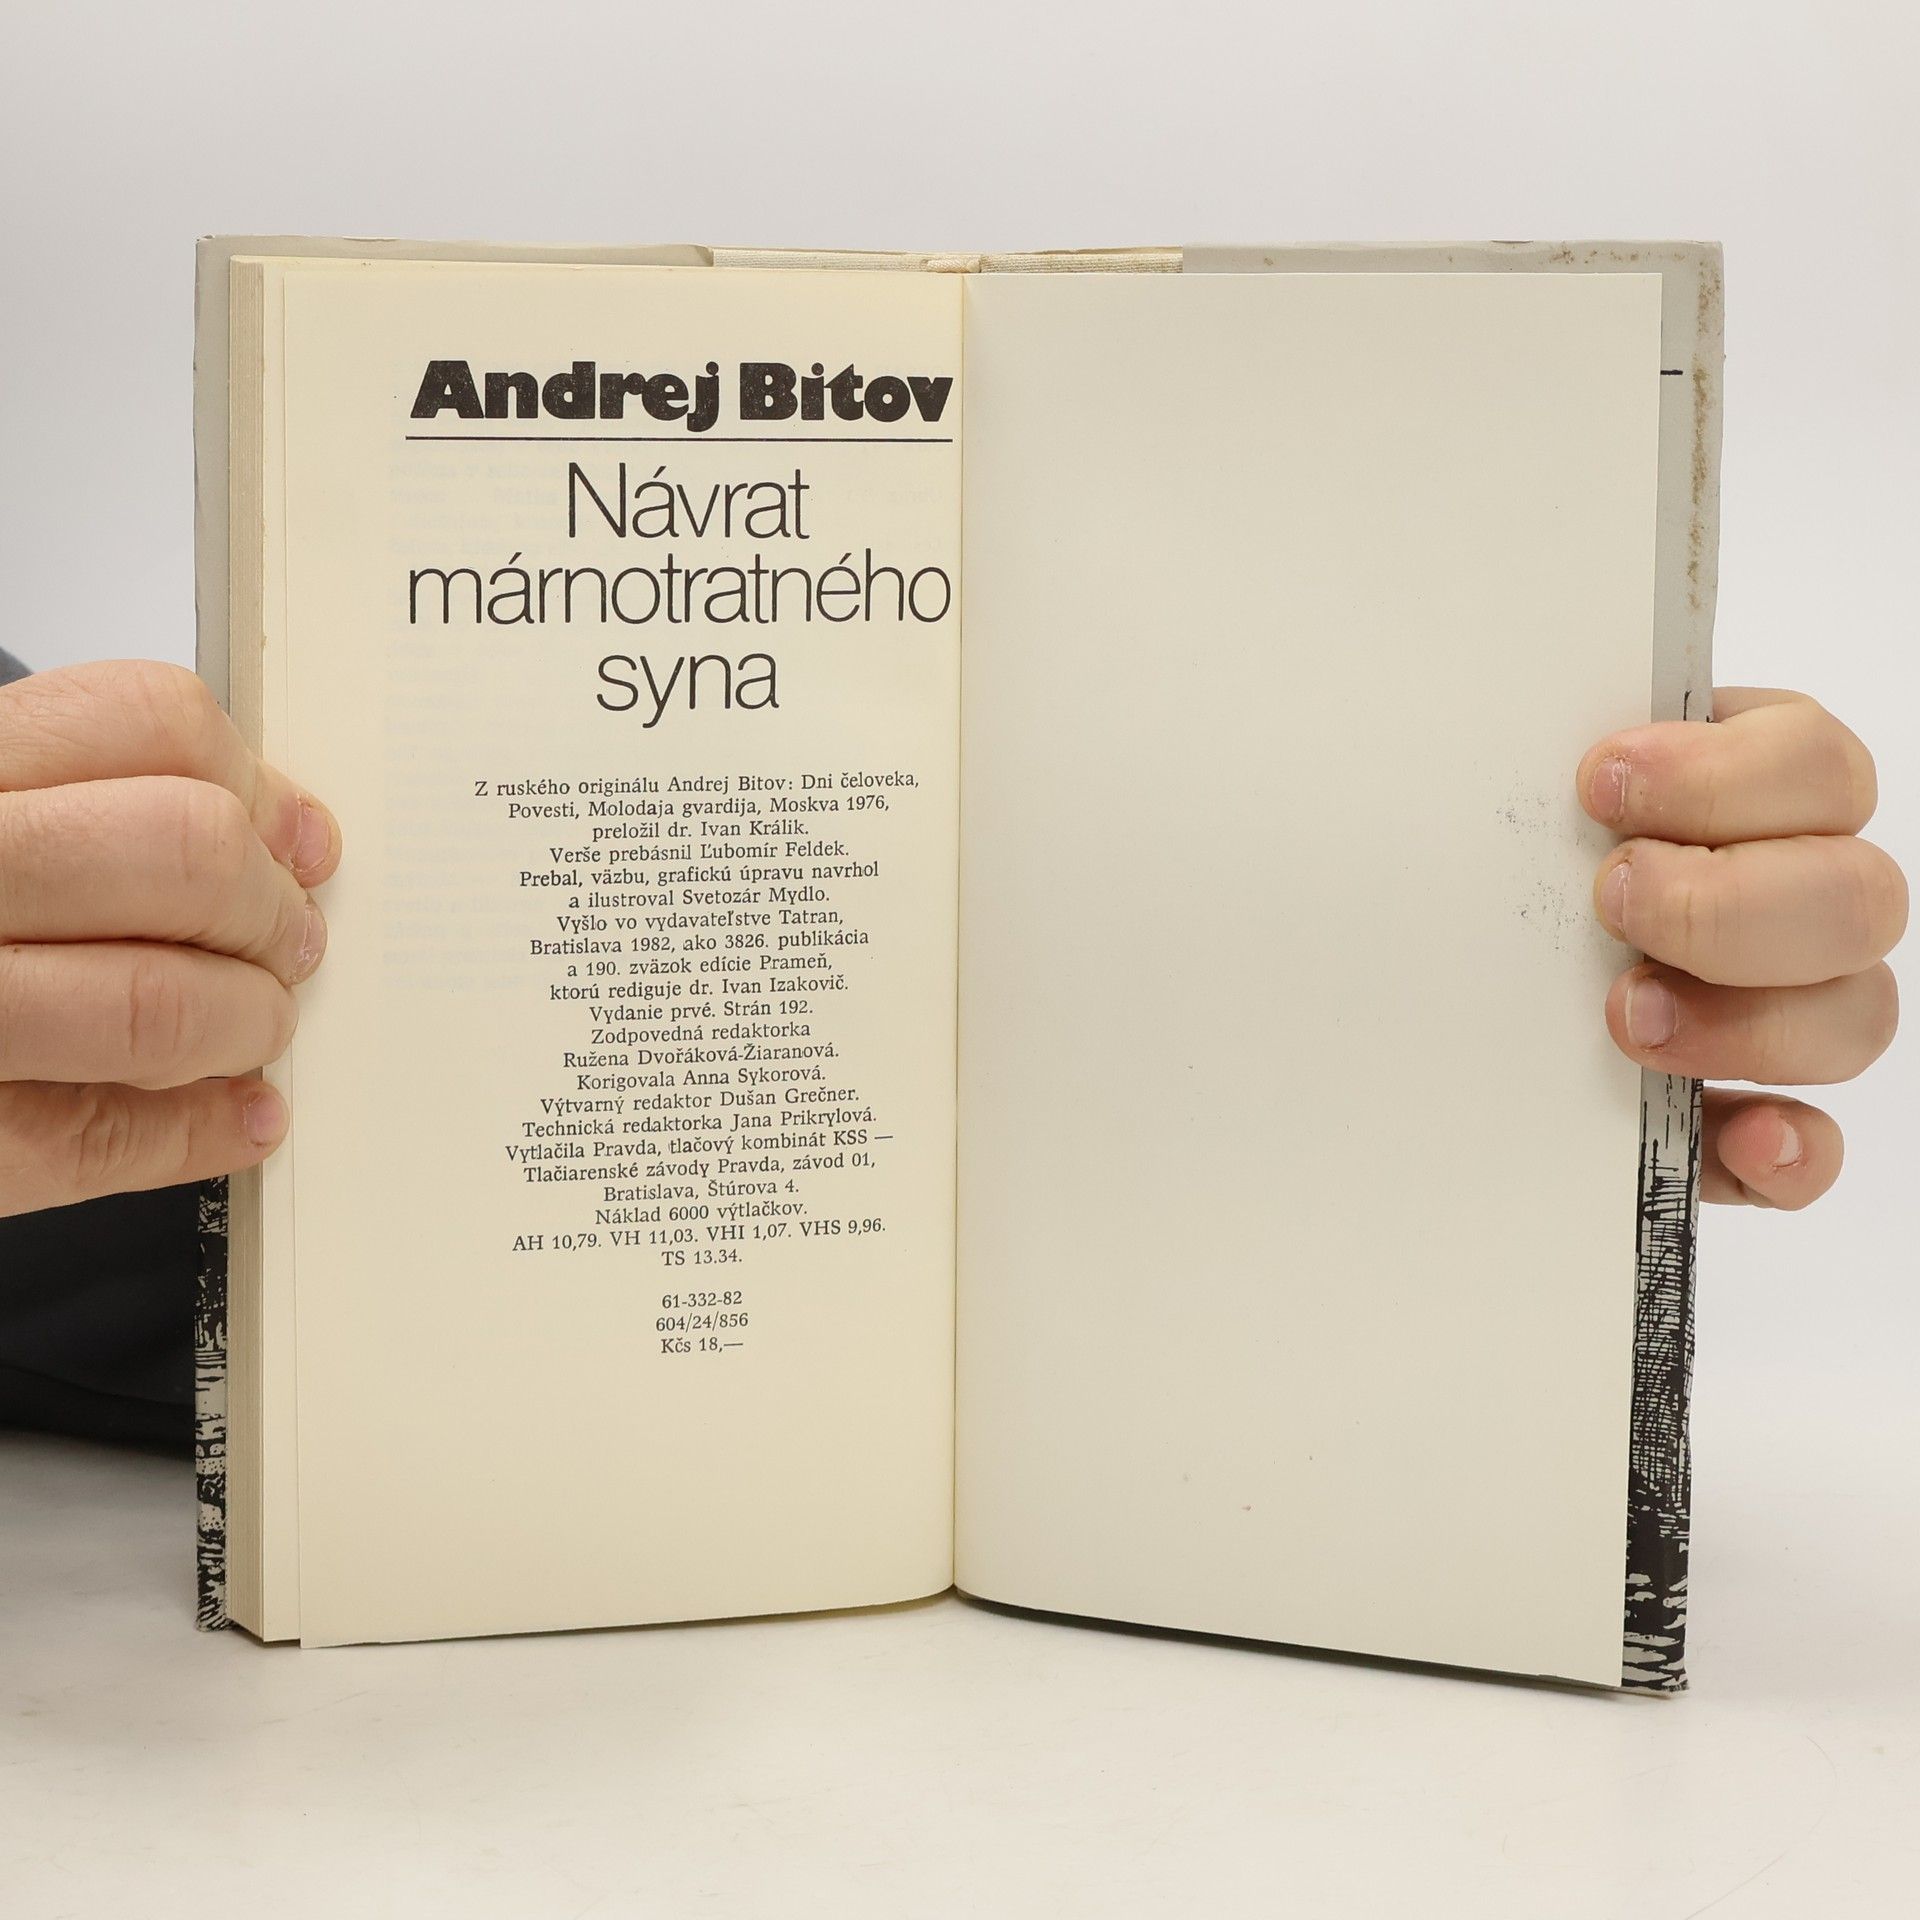 Andrej Bitov
Návrat
márnotratného
syna
Z ruského originálu Andrej Bitov: Dni čeloveka,
Povesti, Molodaja gvardija, Moskva 1976,
preložil dr. Ivan Králik.
Verše prebásnil Ľubomír Feldek.
Prebal, väzbu, grafickú úpravu navrhol
a ilustroval Svetozár Mydlo.
Vyšlo vo vydavateľstve Tatran,
Bratislava 1982, ako 3826. publikácia
a 190. zväzok edície Prameň,
ktorú rediguje dr. Ivan Izakovič.
Vydanie prvé. Strán 192.
Zodpovedná redaktorka
Ružena Dvořáková-Žiaranová.
Korigovala Anna Sykorová.
Výtvarný redaktor Dušan Grečner.
Technická redaktorka Jana Prikrylová.
Vytlačila Pravda, tlačový kombinát KSS —
Tlačiarenské závody Pravda, závod 01,
Bratislava, Štúrova 4.
Náklad 6000 výtlačkov.
AH 10,79. VH 11,03. VHI 1,07. VHS 9,96.
TS 13.34.
61-332-82
604/24/856
Kčs 18,—